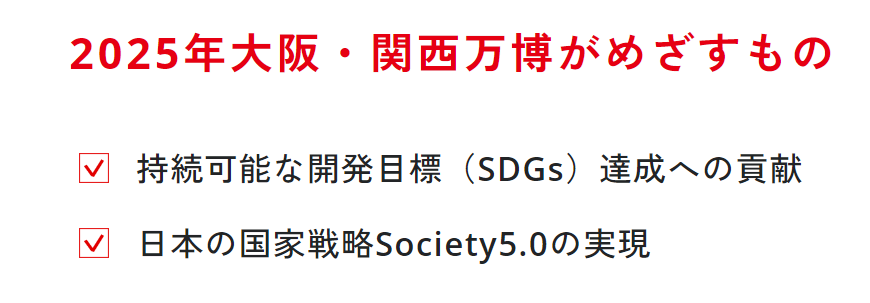 2025年大阪・関西万博がめざすもの
持続可能な開発目標（SDGs）達成への貢献
日本の国家戦略Society5.0の実現